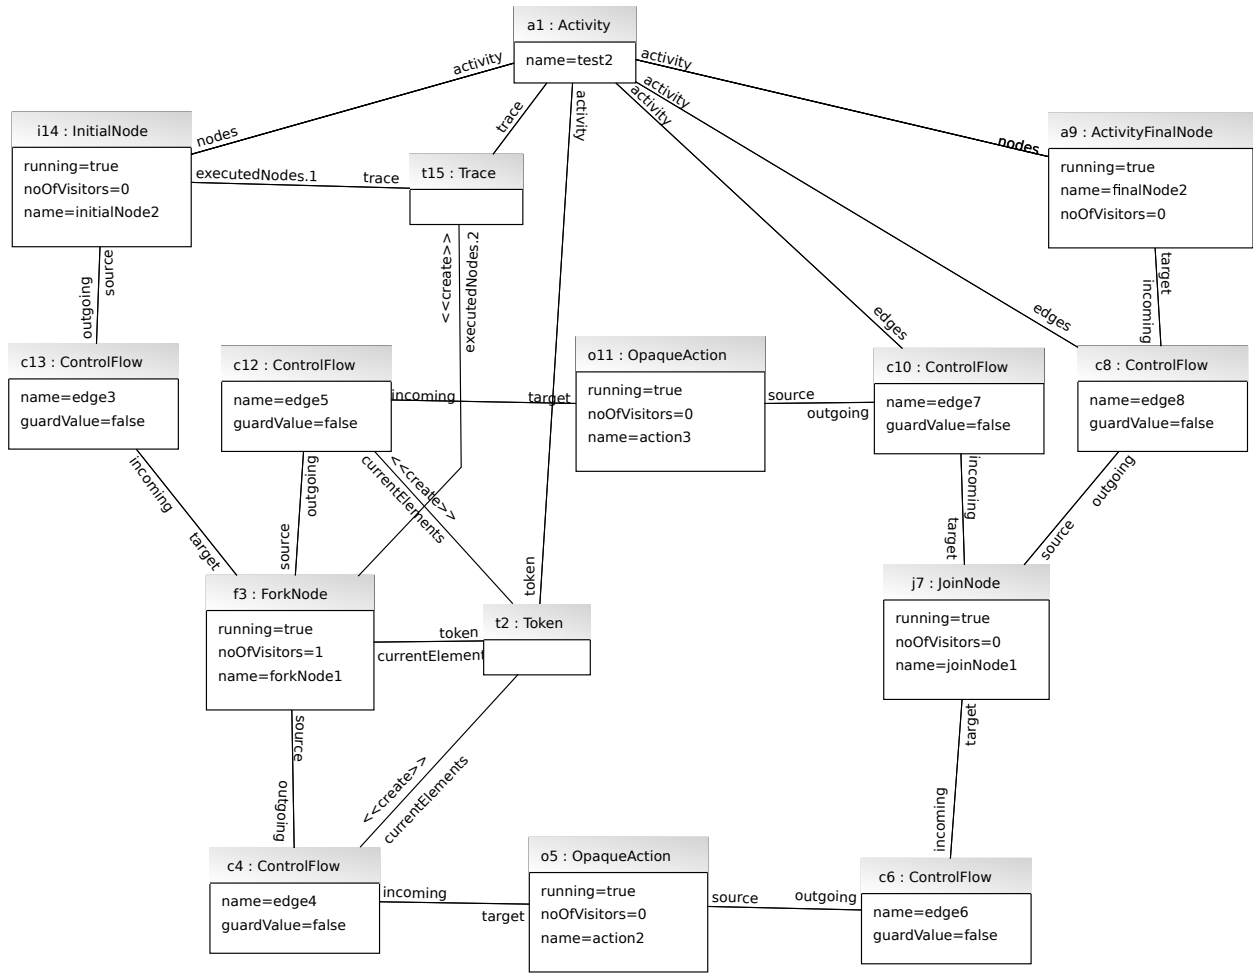 a1 : Activity
name=test2
activity
activity
activity
activity
activity
trace
nodes
nodes
i14 : InitialNode
running=true
noOfVisitors=0
name=initialNode2
executedNodes.1
trace
t15 : Trace
a9 : ActivityFinalNode
running=true
name=finalNode2
noOfVisitors=0
source
outgoing
<<create>>
executedNodes.2
target
incoming
edges
edges
c13 : ControlFlow
name=edge3
guardValue=false
c12 : ControlFlow
name=edge5
guardValue=false
incoming
target
o11 : OpaqueAction
running=true
noOfVisitors=0
name=action3
source
outgoing
c10 : ControlFlow
name=edge7
guardValue=false
c8 : ControlFlow
name=edge8
guardValue=false
incoming
target
outgoing
source
<<create>>
currentElements
token
incoming
target
outgoing
source
f3 : ForkNode
running=true
noOfVisitors=1
name=forkNode1
token
currentElement
t2 : Token
j7 : JoinNode
running=true
noOfVisitors=0
name=joinNode1
source
outgoing
<<create>>
currentElements
target
incoming
c4 : ControlFlow
name=edge4
guardValue=false
incoming
target
o5 : OpaqueAction
running=true
noOfVisitors=0
name=action2
source
outgoing
c6 : ControlFlow
name=edge6
guardValue=false